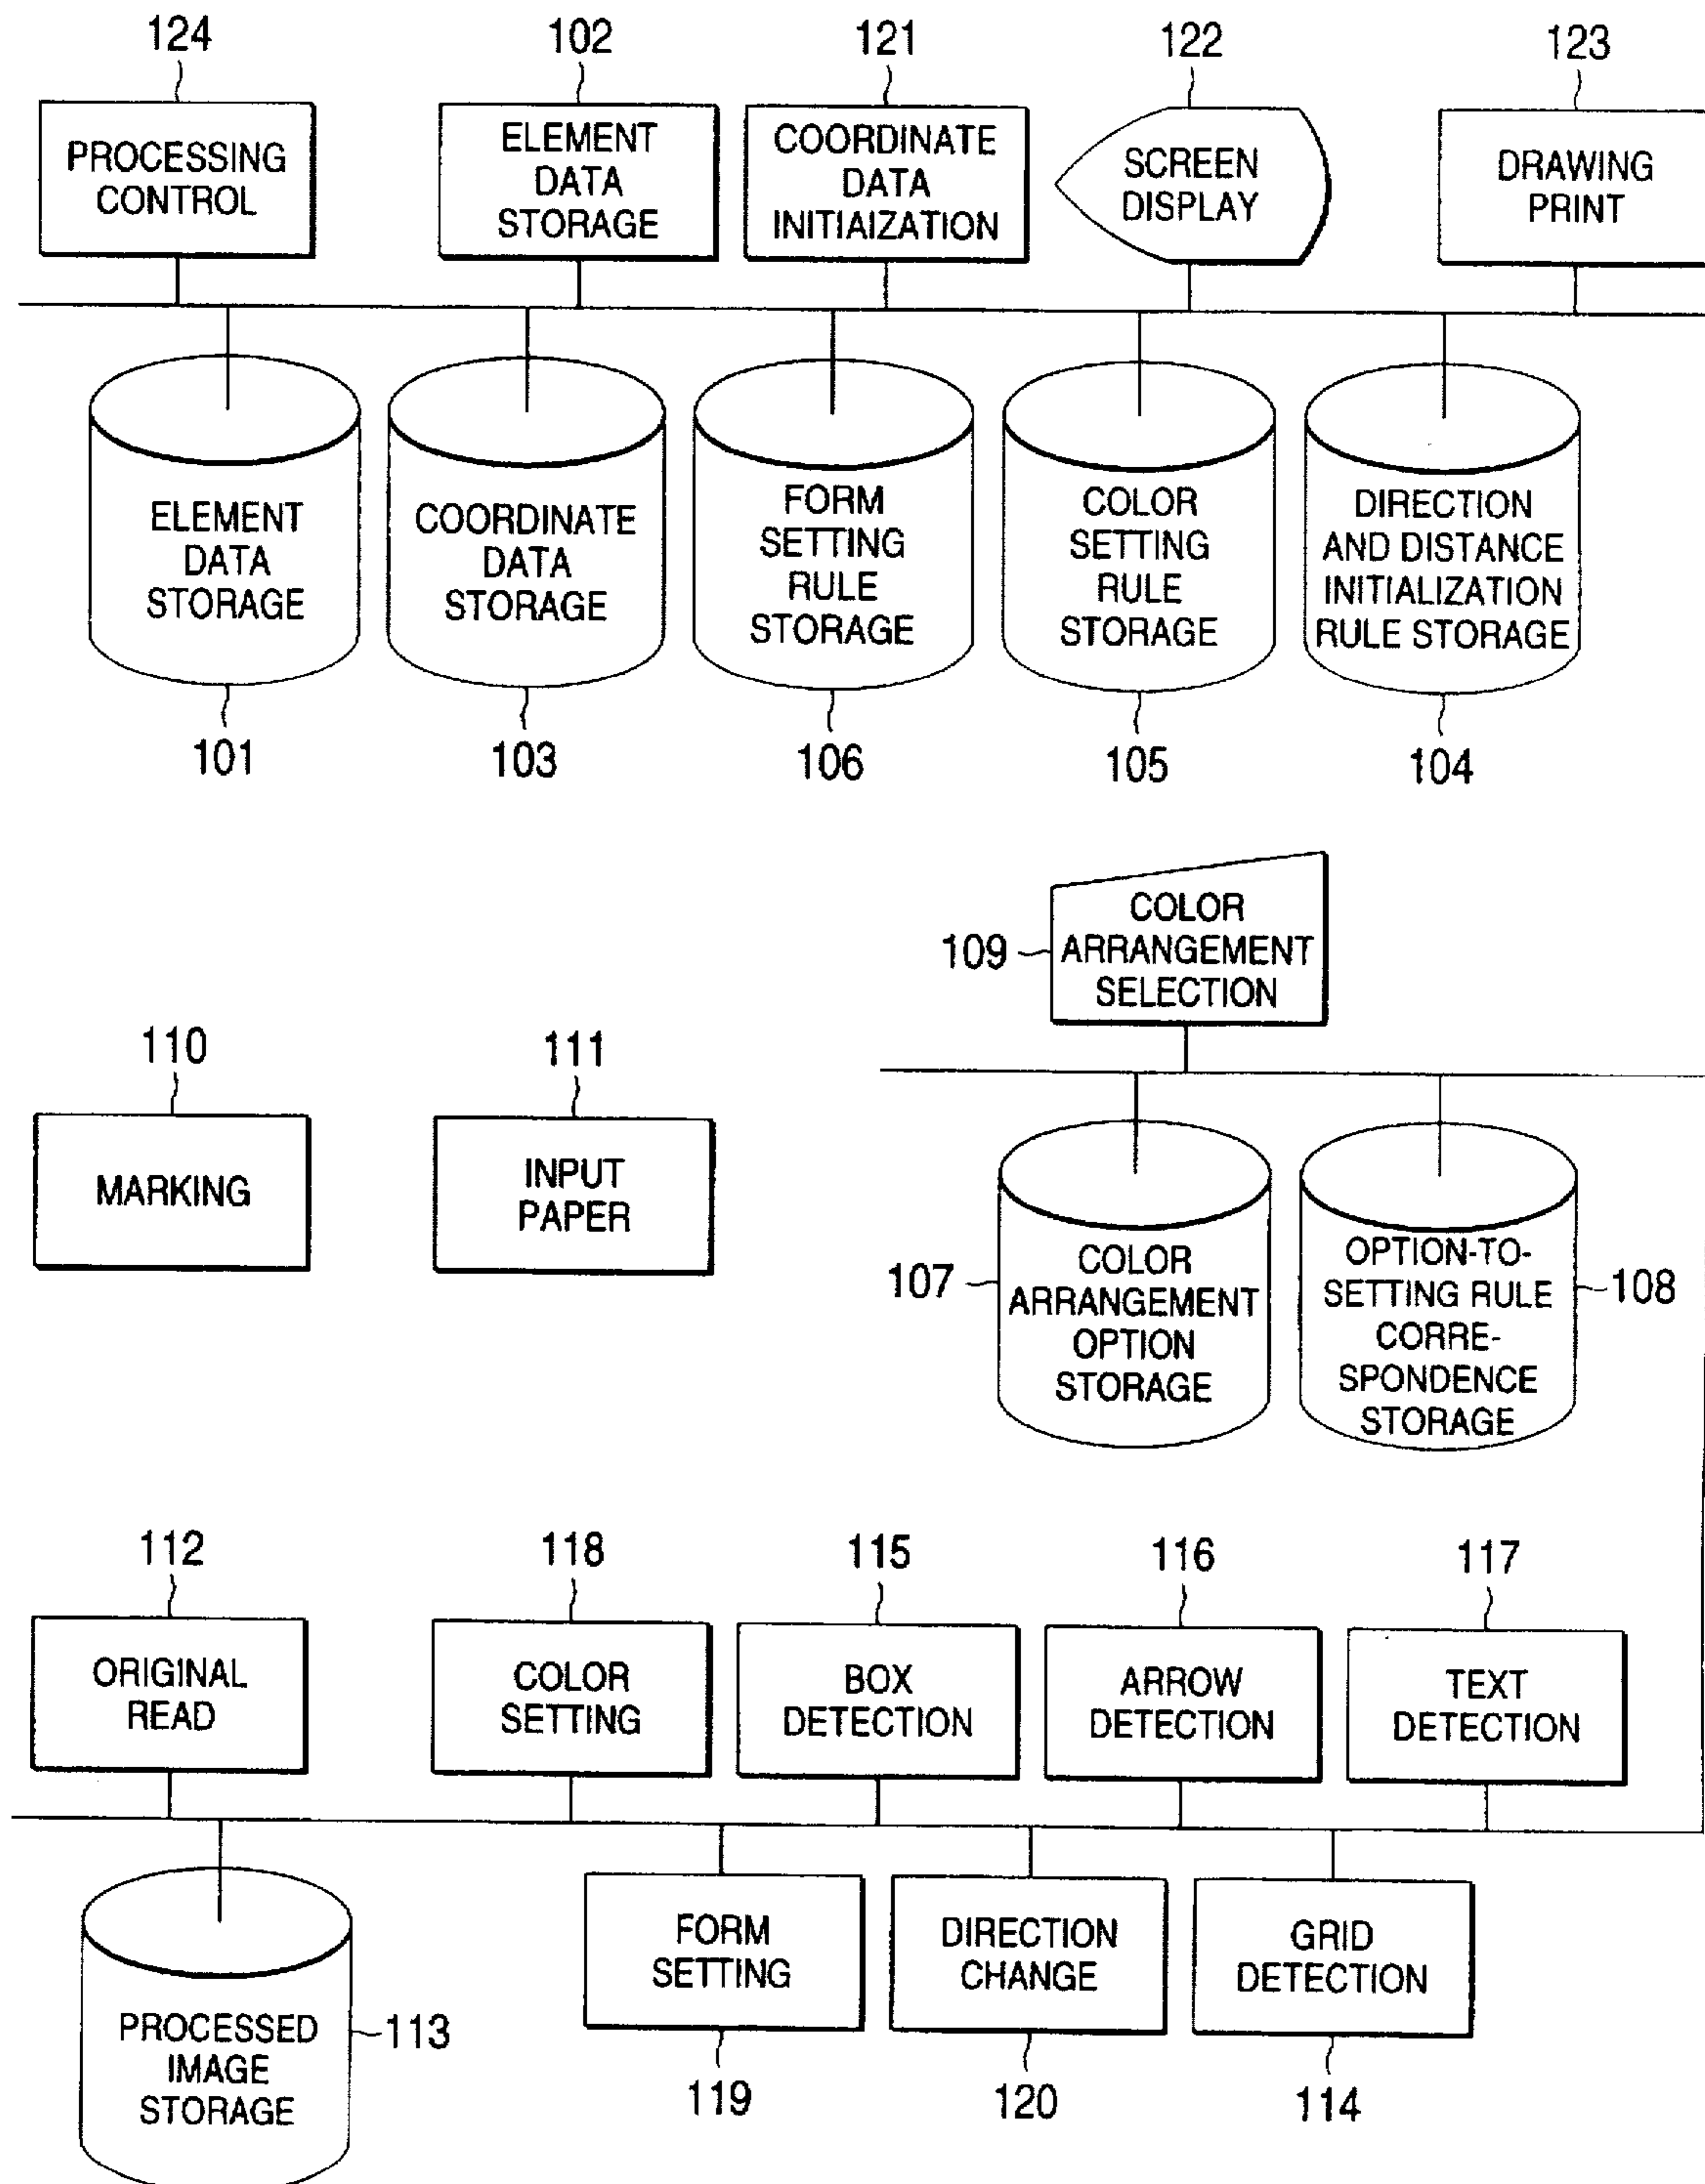 124
102
121
122
123
PROCESSING
CONTROL
ELEMENT
DATA
STORAGE
COORDINATE
DATA
INITIAIZATION
SCREEN
DISPLAY
DRAWING
PRINT
ELEMENT
DATA
STORAGE
COORDINATE
DATA
STORAGE
FORM
SETTING
RULE
STORAGE
COLOR
SETTING
RULE
STORAGE
DIRECTION
AND DISTANCE
INITIALIZATION
RULE STORAGE
101
103
106
105
104
109
COLOR
ARRANGEMENT
SELECTION
110
111
MARKING
INPUT
PAPER
107
COLOR
ARRANGEMENT
OPTION
STORAGE
OPTION-TO-
SETTING RULE
CORRE-
SPONDENCE
STORAGE
108
112
118
115
116
117
ORIGINAL
READ
COLOR
SETTING
BOX
DETECTION
ARROW
DETECTION
TEXT
DETECTION
PROCESSED
IMAGE
STORAGE
113
FORM
SETTING
DIRECTION
CHANGE
GRID
DETECTION
119
120
114